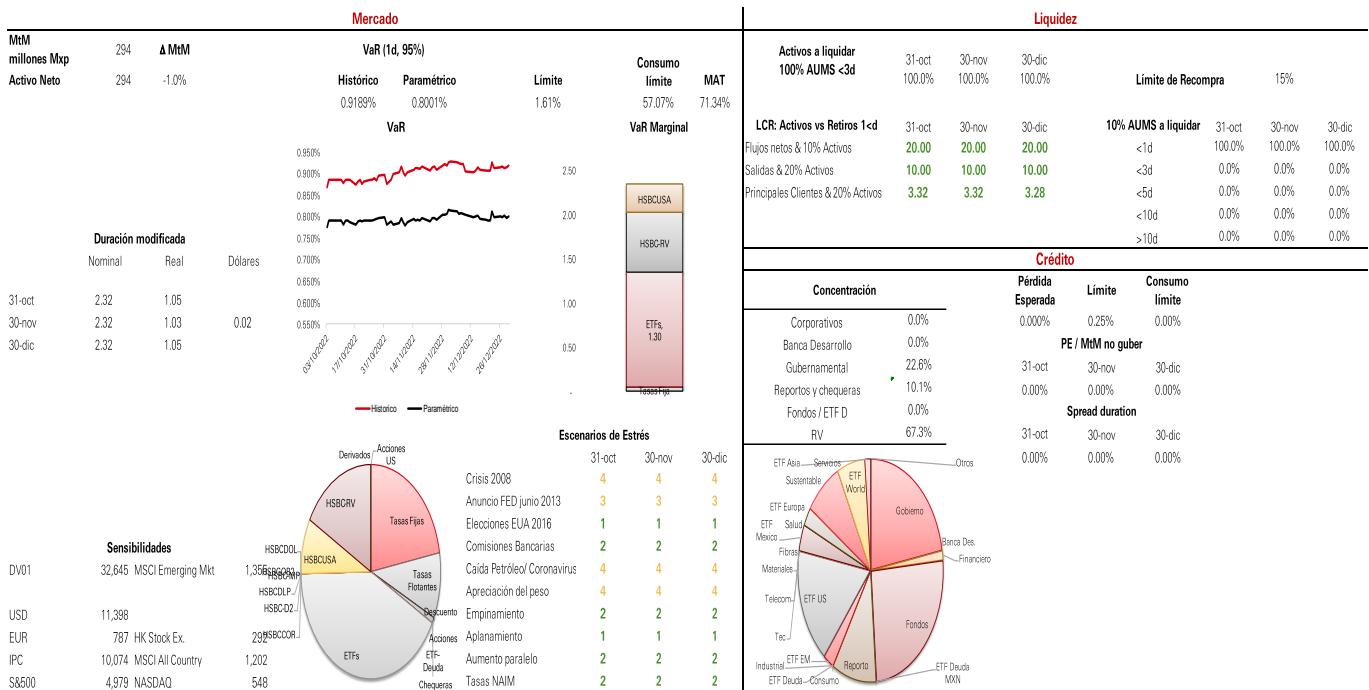 Mercado
MtM
millones Mxp 294 Δ MtM
Activo Neto 294 -1.0%
VaR (1d, 95%)
Histórico Paramétrico Límite Consumo límite MAT
0.9189% 0.8001% 1.61% 57.07% 71.34%
VaR
0.950%
0.900%
0.850%
0.800%
0.750%
0.700%
0.650%
0.600%
0.550%
03/10/2022 17/10/2022 31/10/2022 14/11/2022 28/11/2022 12/12/2022 26/12/2022
Historico Paramétrico
VaR Marginal
2.50
2.00
1.50
1.00
0.50
-
HSBCUSA
HSBC-RV
ETFs,
1.30
Tasas Fija
Duración modificada
Nominal Real Dólares
31-oct 2.32 1.05
30-nov 2.32 1.03 0.02
30-dic 2.32 1.05
Sensibilidades
DV01 32,645 MSCI Emerging Mkt
USD 11,398
EUR 787 HK Stock Ex. 292
IPC 10,074 MSCI All Country 1,202
S&500 4,979 NASDAQ 548
Derivados
Acciones
US
HSBC-RV
Tasas Fijas
HSBCUSA
HSBCDOL
HSBC-MP
HSBCDLP
HSBC-D2
HSBCCOR
Tasas
Flotantes
Descuento
Acciones
ETF-
Deuda
Chequeras
ETFs
Escenarios de Estrés
31-oct 30-nov 30-dic
Crisis 2008 4 4 4
Anuncio FED junio 2013 3 3 3
Elecciones EUA 2016 1 1 1
Comisiones Bancarias 2 2 2
Caída Petróleo/ Coronavirus 4 4 4
Apreciación del peso 4 4 4
Empinamiento 2 2 2
Aplanamiento 1 1 1
Aumento paralelo 2 2 2
Tasas NAIM 2 2 2
Liquidez
Activos a liquidar
100% AUMS <3d
31-oct 30-nov 30-dic
100.0% 100.0% 100.0%
Límite de Recompra 15%
LCR: Activos vs Retiros 1<d 31-oct 30-nov 30-dic
Flujos netos & 10% Activos 20.00 20.00 20.00
Salidas & 20% Activos 10.00 10.00 10.00
Principales Clientes & 20% Activos 3.32 3.32 3.28
10% AUMS a liquidar 31-oct 30-nov 30-dic
<1d 100.0% 100.0% 100.0%
<3d 0.0% 0.0% 0.0%
<5d 0.0% 0.0% 0.0%
<10d 0.0% 0.0% 0.0%
>10d 0.0% 0.0% 0.0%
Crédito
Concentración
Corporativos 0.0%
Banca Desarrollo 0.0%
Gubernamental 22.6%
Reportos y chequeras 10.1%
Fondos / ETF D 0.0%
RV 67.3%
Pérdida Esperada Límite Consumo límite
0.000% 0.25% 0.00%
PE / MtM no guber
31-oct 30-nov 30-dic
0.00% 0.00% 0.00%
Spread duration
31-oct 30-nov 30-dic
0.00% 0.00% 0.00%
ETF Asia
Servicios
Otros
Sustentable
ETF
World
Gobierno
ETF Europa
ETF
Mexico
Salud
Banca Des.
Financiero
Fibras
Materiales
Telecom
ETF US
Fondos
Tec
ETF EM
Industrial
Reporto
ETF Deuda
Consumo
ETF Deuda
MXN